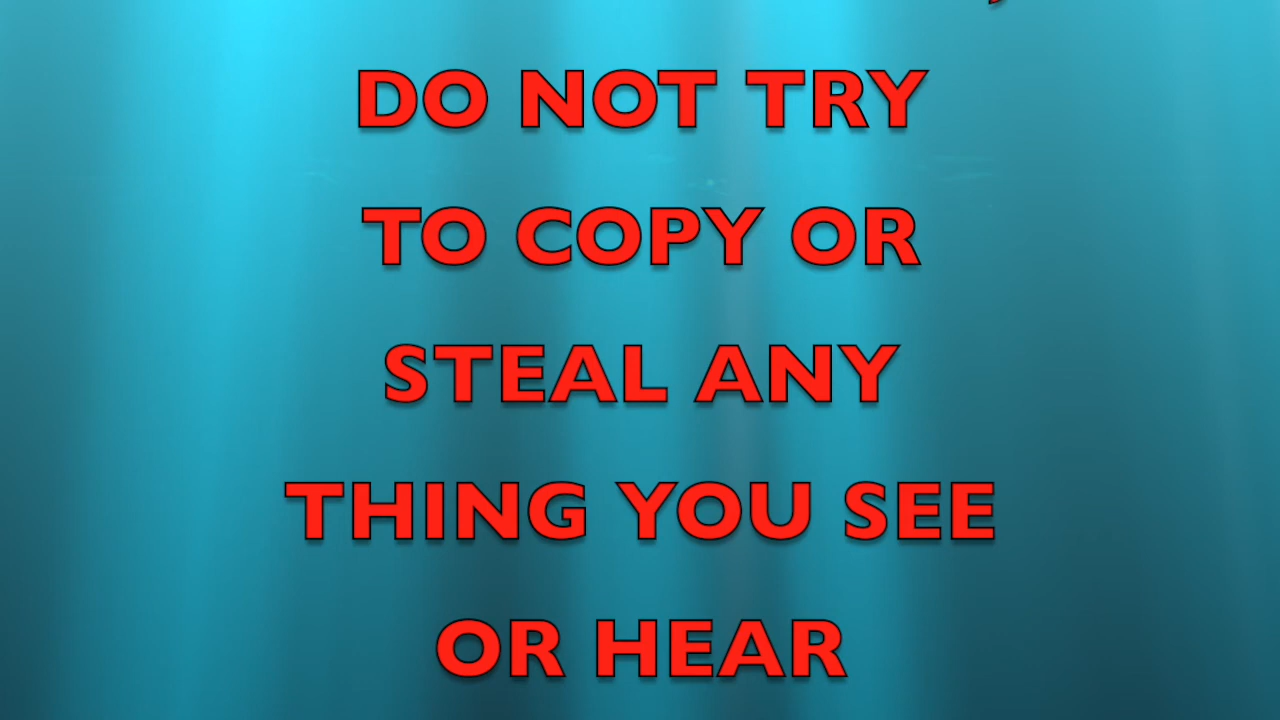 DO NOT TRY
TO COPY OR
STEAL ANY
THING YOU SEE
OR HEAR